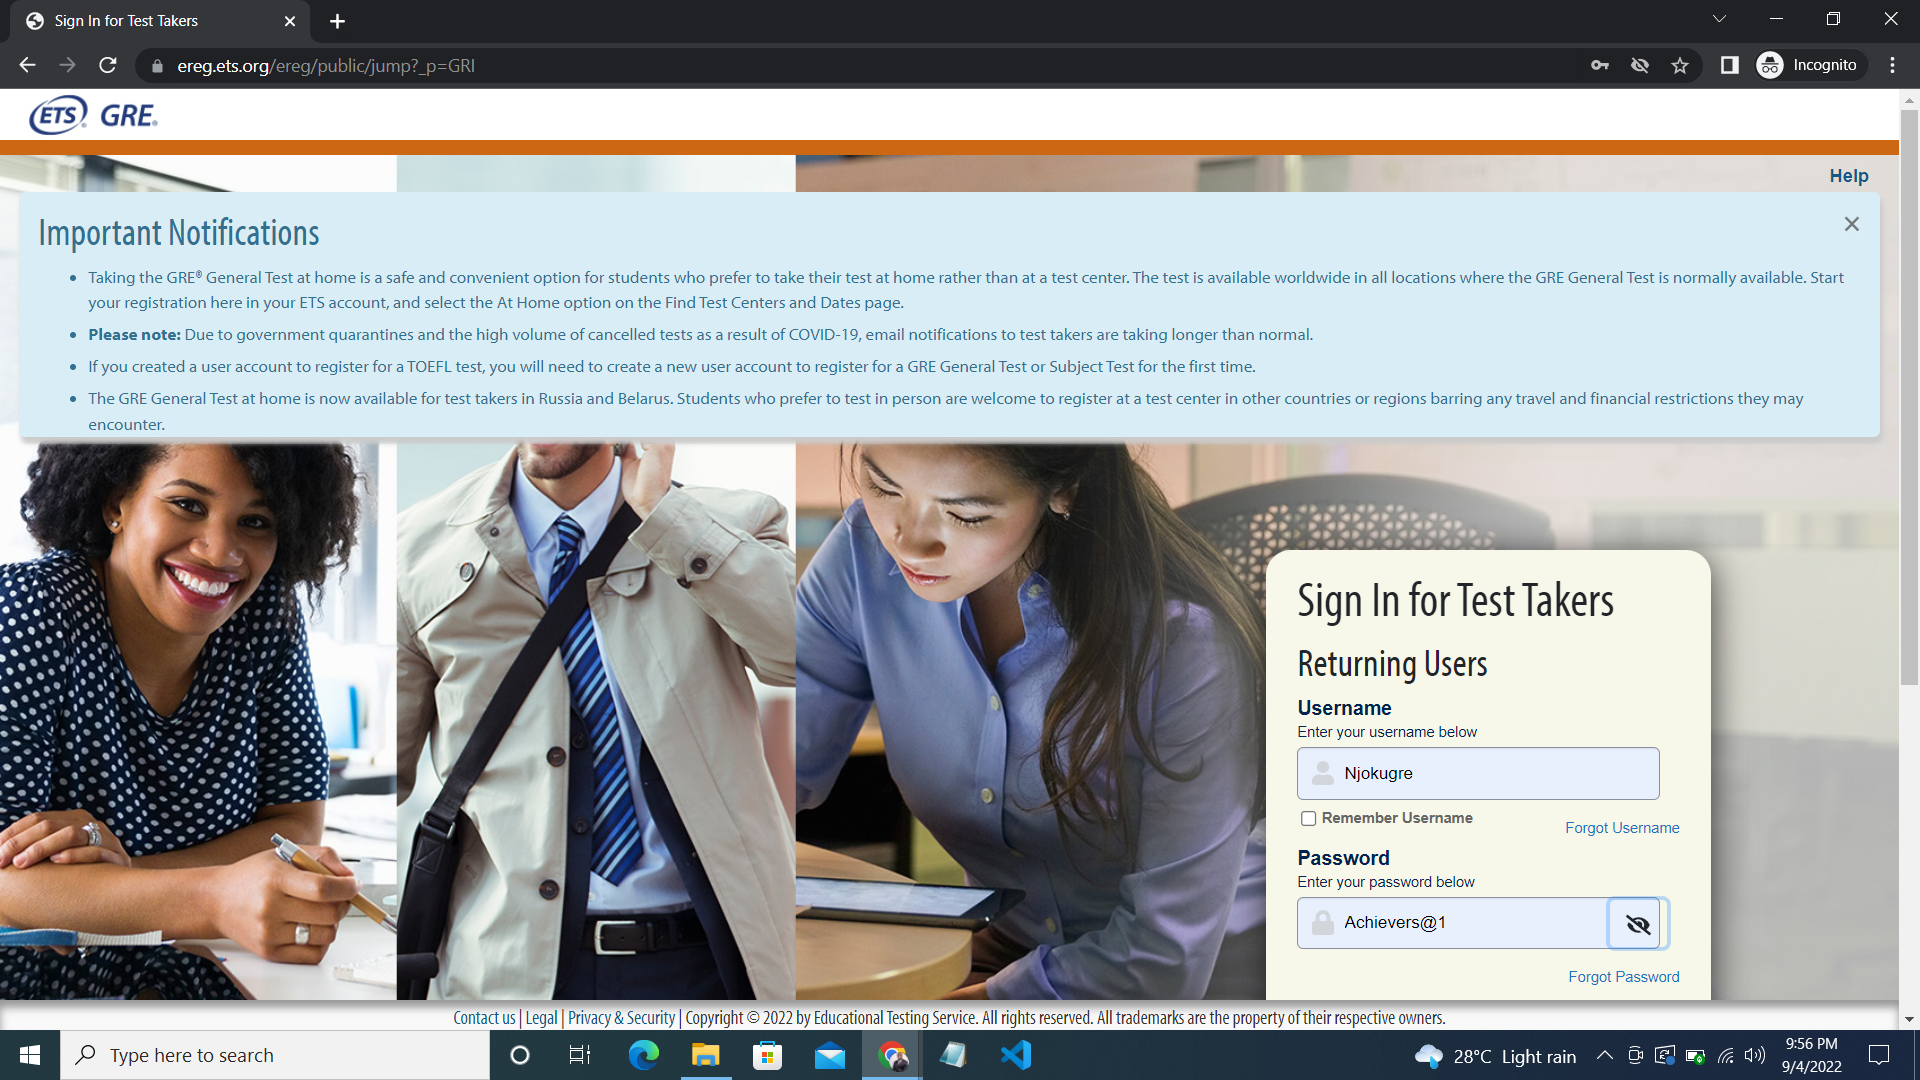 Sign In for Test Takers
ereg.ets.org/ereg/public/jump?_p=GRI
Incognito
ETS GRE
Help
Important Notifications
Taking the GRE® General Test at home is a safe and convenient option for students who prefer to take their test at home rather than at a test center. The test is available worldwide in all locations where the GRE General Test is normally available. Start
your registration here in your ETS account, and select the At Home option on the Find Test Centers and Dates page.
Please note: Due to government quarantines and the high volume of cancelled tests as a result of COVID-19, email notifications to test takers are taking longer than normal.
If you created a user account to register for a TOEFL test, you will need to create a new user account to register for a GRE General Test or Subject Test for the first time.
The GRE General Test at home is now available for test takers in Russia and Belarus. Students who prefer to test in person are welcome to register at a test center in other countries or regions barring any travel and financial restrictions they may
encounter.
Sign In for Test Takers
Returning Users
Username
Enter your username below
Njokugre
Remember Username
Forgot Username
Password
Enter your password below
Achievers@1
Forgot Password
Contact us | Legal | Privacy & Security | Copyright © 2022 by Educational Testing Service. All rights reserved. All trademarks are the property of their respective owners.
Type here to search
28°C Light rain
9:56 PM
9/4/2022